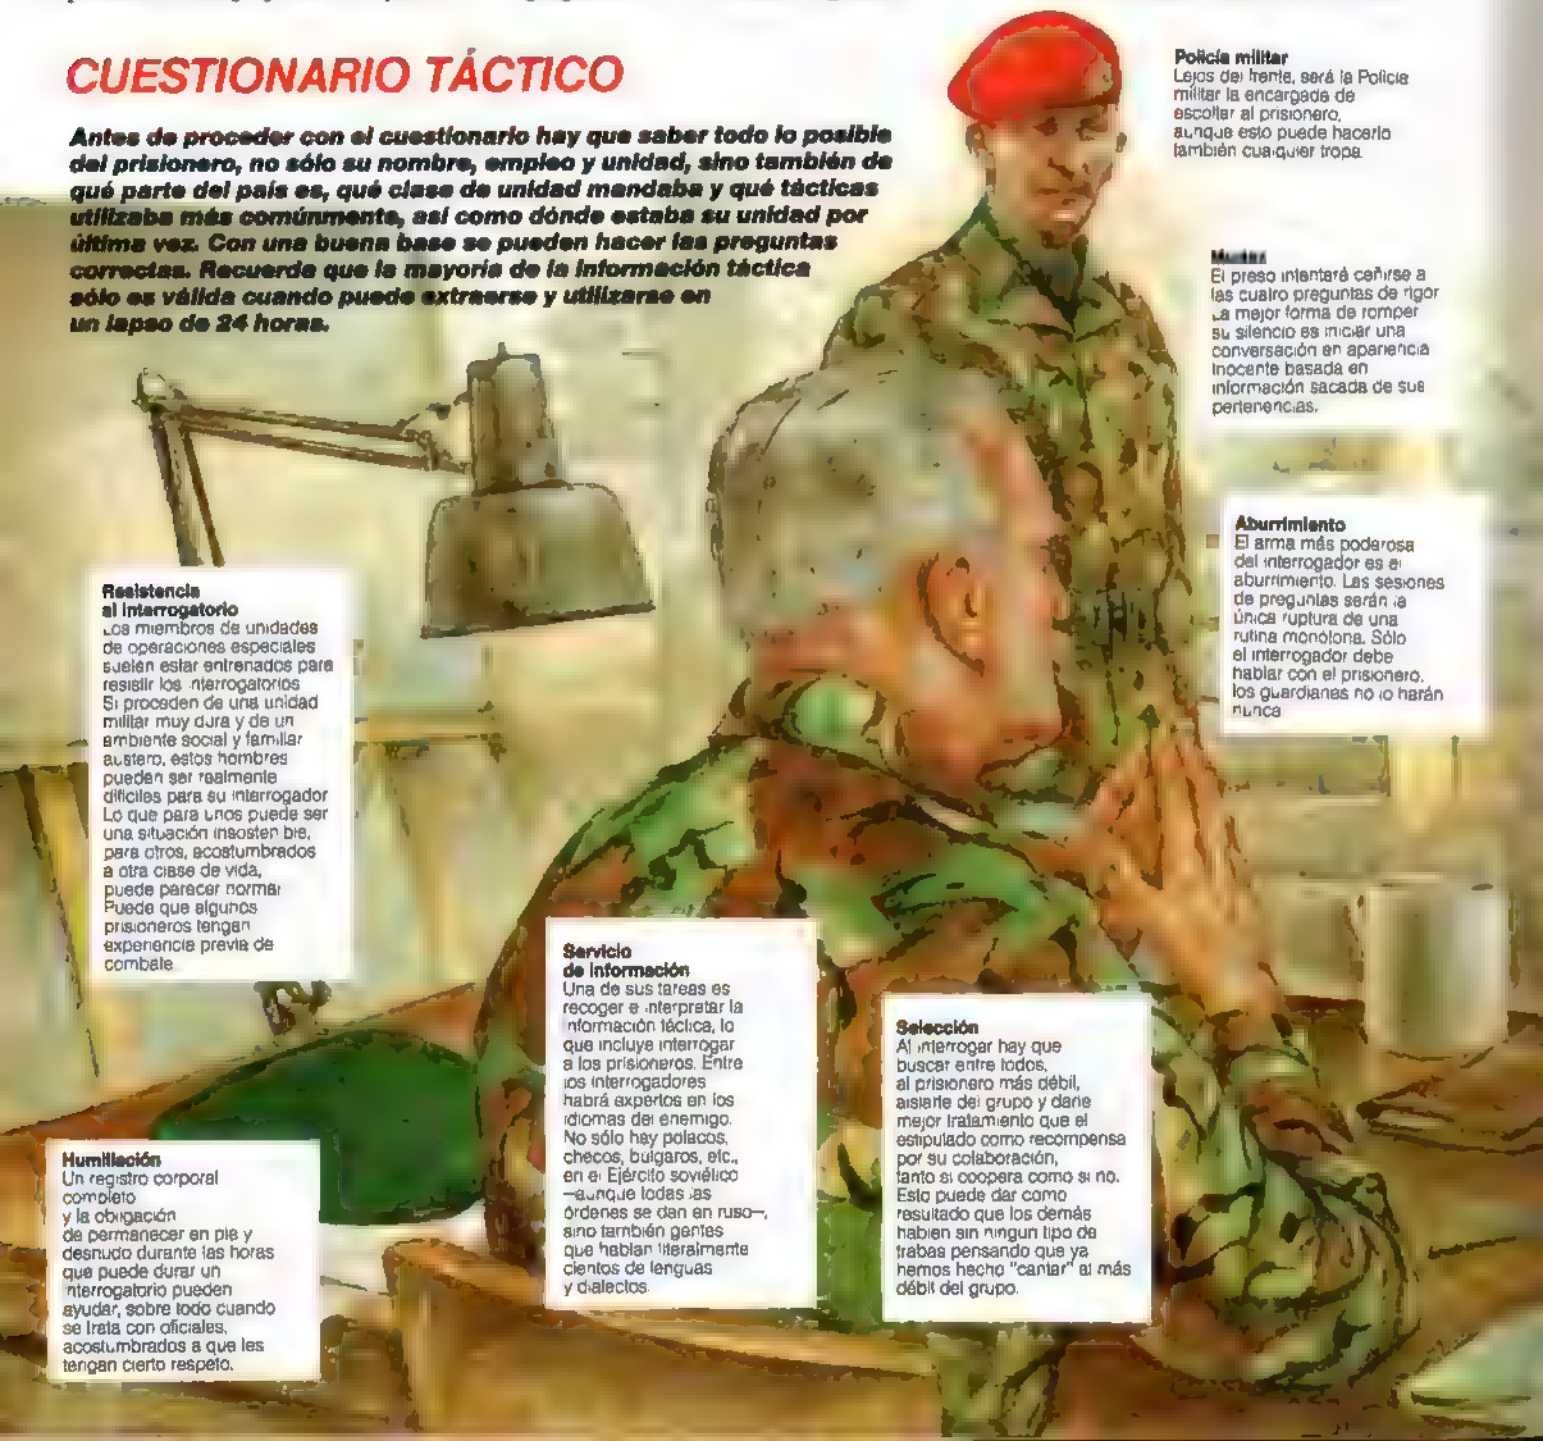 CUESTIONARIO TÁCTICO
Antes de proceder con el cuestionario hay que saber todo lo posible
del prisionero, no sólo su nombre, empleo y unidad, sino también de
qué parte del país es, qué clase de unidad mandaba y qué tácticas
utilizaba más comúnmente, así como dónde estaba su unidad por
última vez. Con una buena base se pueden hacer las preguntas
correctas. Recuerda que la mayoría de la información táctica
sólo es válida cuando puede extraerse y utilizarse en
un lapso de 24 horas.
Policía militar
Lejos del frente, será la Policía
militar la encargada de
escoltar al prisionero,
aunque esto puede hacerlo
también cualquier tropa.
El preso intentará ceñirse a
las cuatro preguntas de rigor
La mejor forma de romper
su silencio es iniciar una
conversación en apariencia
inocente basada en
información sacada de sus
pertenencias.
Aburrimiento
El arma más poderosa
del interrogador es el
aburrimiento. Las sesiones
de preguntas serán la
única ruptura de una
rutina monótona. Sólo
el interrogador debe
hablar con el prisionero,
los guardianes no lo harán
nunca
Resistencia
al interrogatorio
Los miembros de unidades
de operaciones especiales
suelen estar entrenados para
resistir los interrogatorios
Si proceden de una unidad
militar muy dura y de un
ambiente social y familiar
austero, estos hombres
pueden ser realmente
difíciles para su interrogador
Lo que para unos puede ser
una situación insostenible,
para otros, acostumbrados
a otra clase de vida,
puede parecer normal
Puede que algunos
prisioneros tengan
experiencia previa de
combate
Servicio
de información
Una de sus tareas es
recoger e interpretar la
información táctica, lo
que incluye interrogar
a los prisioneros. Entre
los interrogadores
habrá expertos en los
idiomas del enemigo.
No sólo hay polacos,
checos, búlgaros, etc.,
en el Ejército soviético
—aunque todas las
órdenes se dan en ruso—,
sino también gentes
que hablan literalmente
cientos de lenguas
y dialectos.
Selección
Al interrogar hay que
buscar entre todos,
al prisionero más débil,
aislarle del grupo y darle
mejor tratamiento que el
estipulado como recompensa
por su colaboración,
tanto si coopera como si no.
Esto puede dar como
resultado que los demás
hablen sin ningun tipo de
trabas pensando que ya
hemos hecho "cantar" al más
débil del grupo.
Humillación
Un registro corporal
completo
y la obligación
de permanecer en pie y
desnudo durante las horas
que puede durar un
interrogatorio pueden
ayudar, sobre todo cuando
se trata con oficiales,
acostumbrados a que les
tengan cierto respeto.